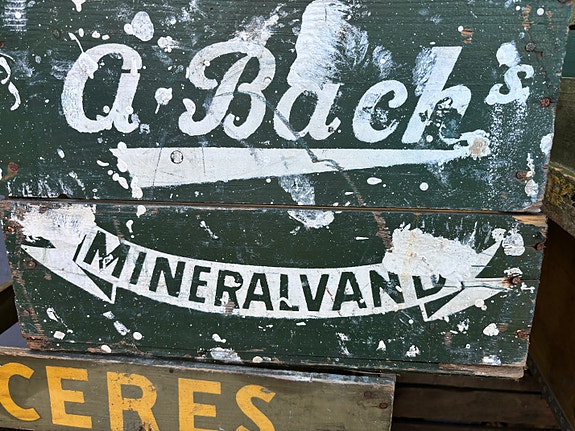 A. Bach's
MINERALVAND
CERES